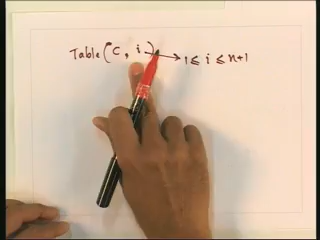 Table (C, i) → 1 ≤ i ≤ n+1